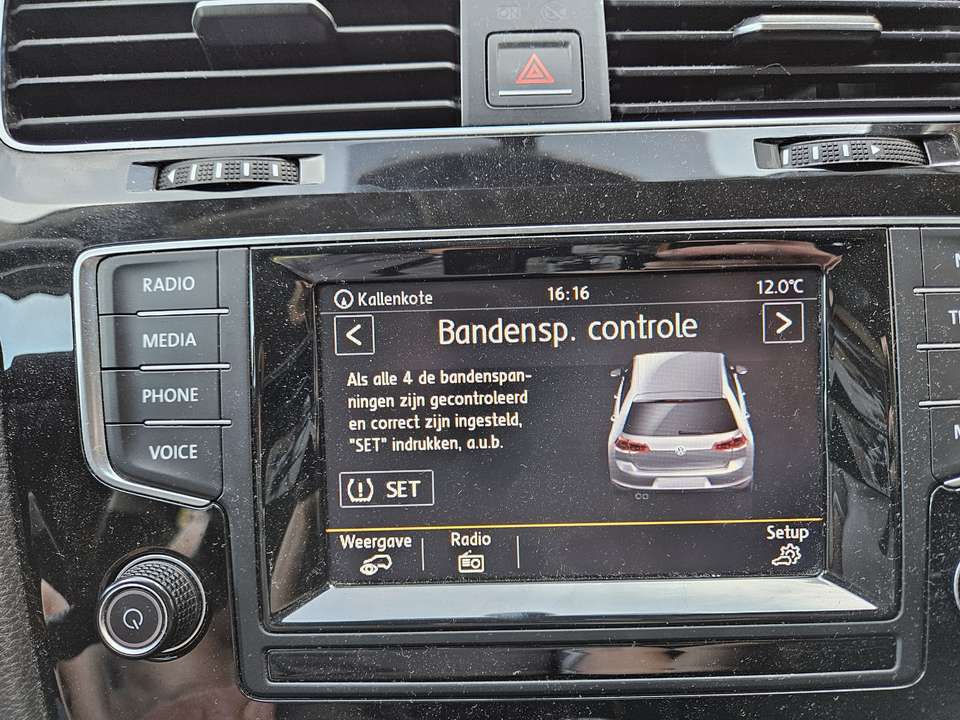 RADIO
MEDIA
PHONE
VOICE
Kallenkote
16:16
12.0°C
<
Bandensp. controle
>
Als alle 4 de bandenspan-
ningen zijn gecontroleerd
en correct zijn ingesteld,
"SET" indrukken, a.u.b.
(!) SET
Weergave
Radio
Setup